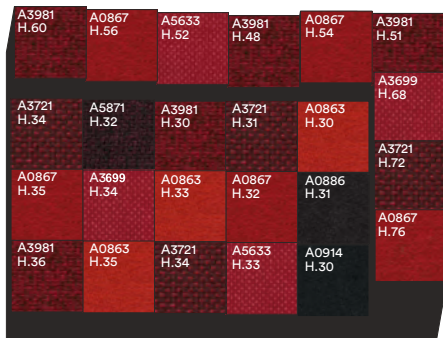 A3981
H.60
A0867
H.56
A5633
H.52
A3981
H.48
A0867
H.54
A3981
H.51
A3699
H.68
A3721
H.34
A5871
H.32
A3981
H.30
A3721
H.31
A0863
H.30
A3721
H.72
A0867
H.35
A3699
H.34
A0863
H.33
A0867
H.32
A0886
H.31
A0867
H.76
A3981
H.36
A0863
H.35
A3721
H.34
A5633
H.33
A0914
H.30